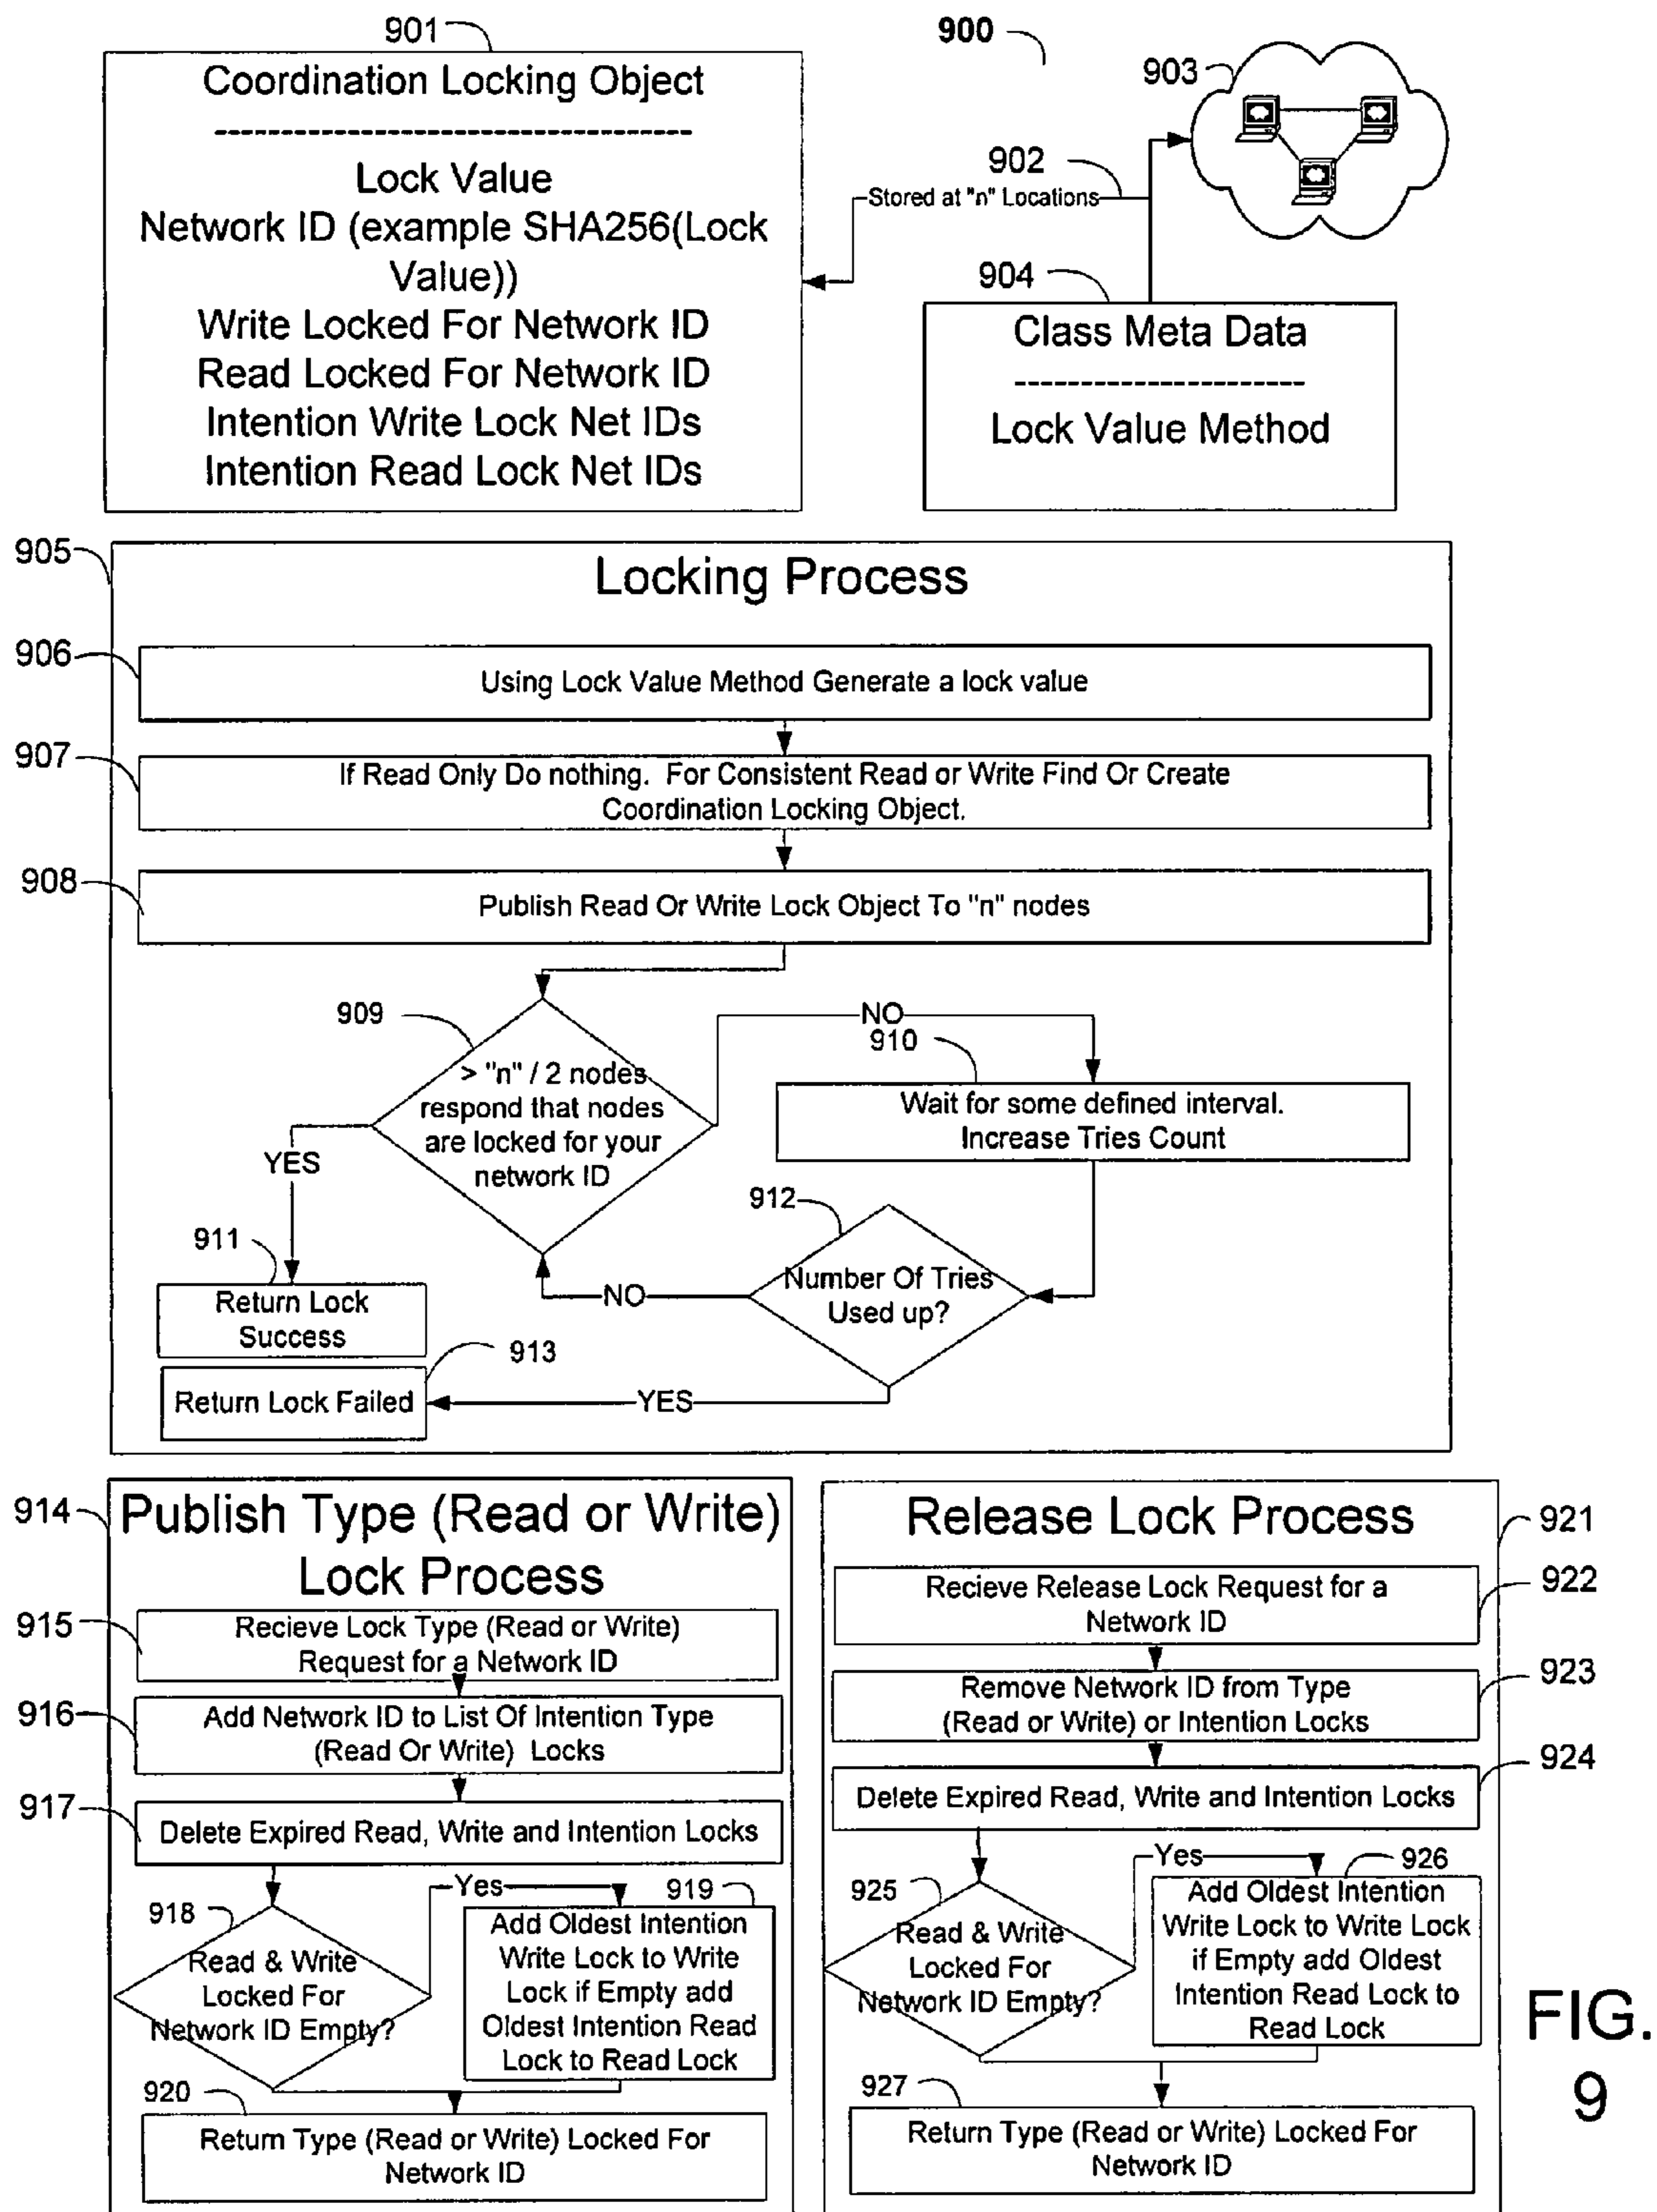 901
900
Coordination Locking Object
Lock Value
Network ID (example SHA256(Lock
Value))
Write Locked For Network ID
Read Locked For Network ID
Intention Write Lock Net IDs
Intention Read Lock Net IDs
903
902
Stored at "n" Locations
904
Class Meta Data
Lock Value Method
905
Locking Process
906
Using Lock Value Method Generate a lock value
907
If Read Only Do nothing. For Consistent Read or Write Find Or Create
Coordination Locking Object.
908
Publish Read Or Write Lock Object To "n" nodes
909
> "n" / 2 nodes
respond that nodes
are locked for your
network ID
NO
910
Wait for some defined interval.
Increase Tries Count
YES
911
Return Lock
Success
912
Number Of Tries
Used up?
NO
913
Return Lock Failed
YES
914
Publish Type (Read or Write)
Lock Process
915
Recieve Lock Type (Read or Write)
Request for a Network ID
916
Add Network ID to List Of Intention Type
(Read Or Write) Locks
917
Delete Expired Read, Write and Intention Locks
918
Read & Write
Locked For
Network ID Empty?
Yes
919
Add Oldest Intention
Write Lock to Write
Lock if Empty add
Oldest Intention Read
Lock to Read Lock
920
Return Type (Read or Write) Locked For
Network ID
921
Release Lock Process
922
Recieve Release Lock Request for a
Network ID
923
Remove Network ID from Type
(Read or Write) or Intention Locks
924
Delete Expired Read, Write and Intention Locks
925
Read & Write
Locked For
Network ID Empty?
Yes
926
Add Oldest Intention
Write Lock to Write Lock
if Empty add Oldest
Intention Read Lock to
Read Lock
927
Return Type (Read or Write) Locked For
Network ID
FIG.
9